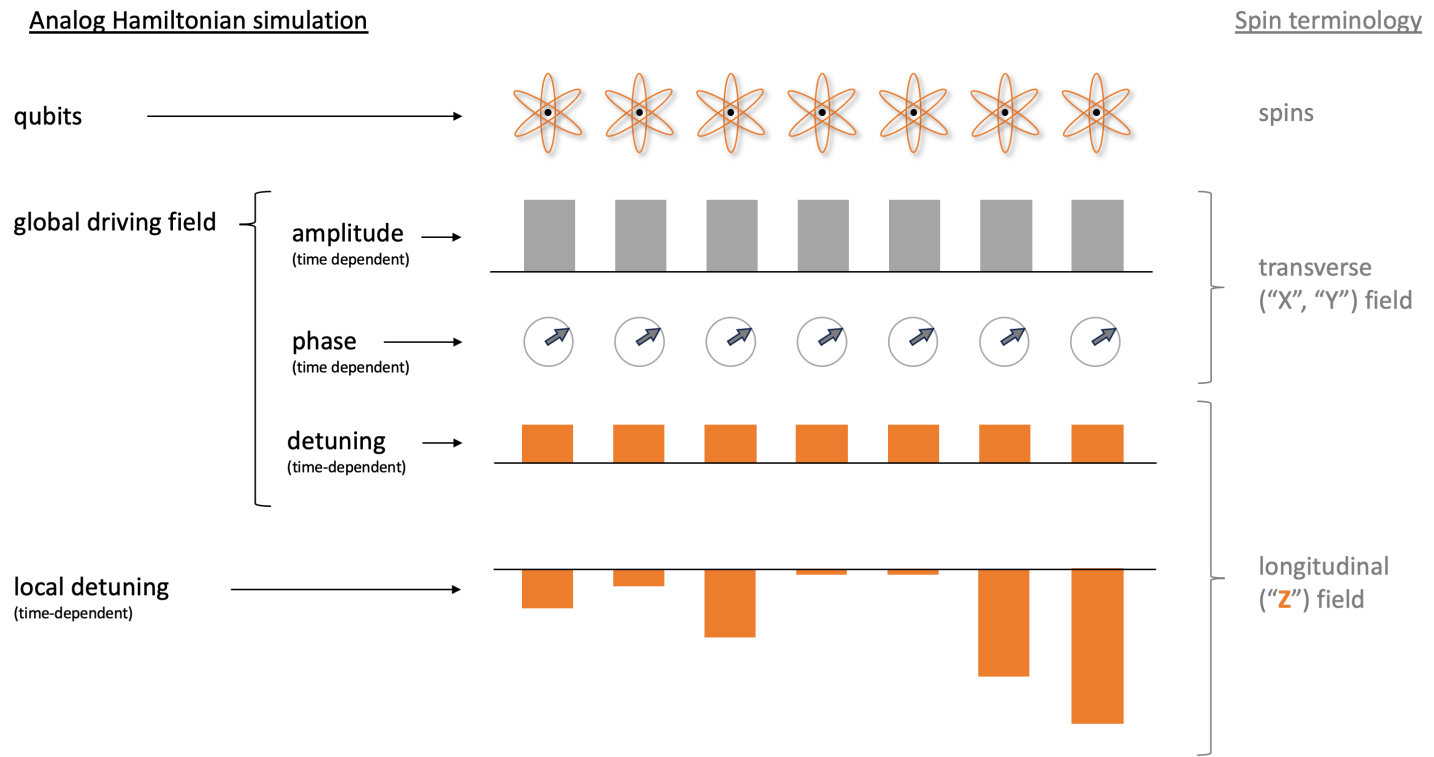 Analog Hamiltonian simulation
Spin terminology
qubits
spins
global driving field
amplitude
(time dependent)
transverse
(“X”, “Y”) field
phase
(time dependent)
detuning
(time-dependent)
local detuning
(time-dependent)
longitudinal
(“Z”) field